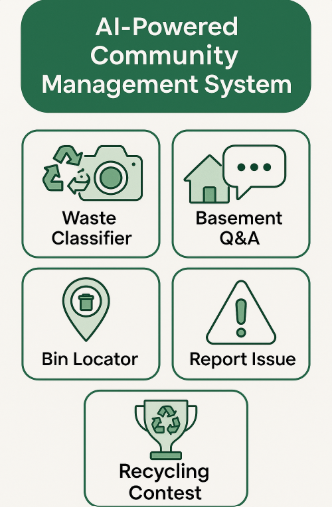 AI-Powered
Community
Management System
Waste
Classifier
Basement
Q&A
Bin Locator
Report Issue
Recycling
Contest